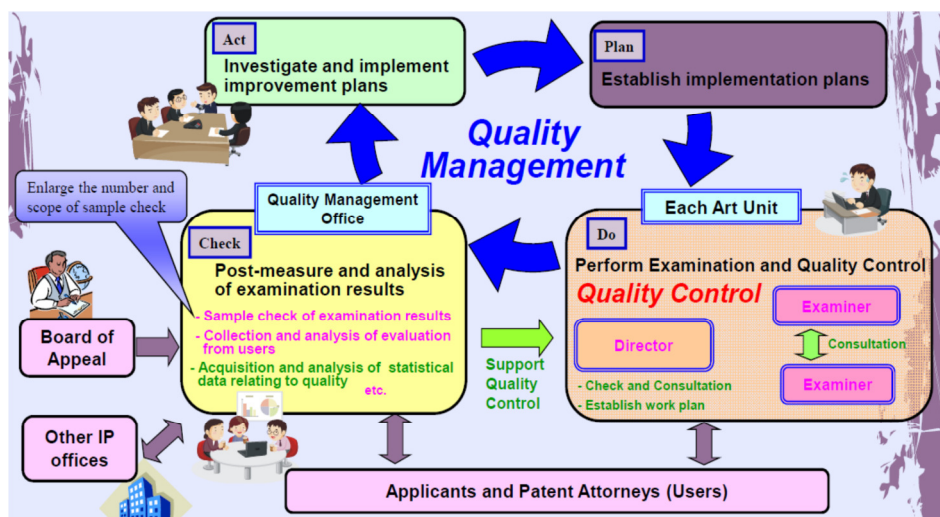 Act
Investigate and implement
improvement plans
Plan
Establish implementation plans
Quality
Management
Enlarge the number and
scope of sample check
Quality Management
Office
Check
Post-measure and analysis
of examination results
- Sample check of examination results
- Collection and analysis of evaluation
from users
- Acquisition and analysis of statistical
data relating to quality
etc.
Each Art Unit
Do
Perform Examination and Quality Control
Quality Control
Director
- Check and Consultation
- Establish work plan
Examiner
Consultation
Examiner
Support
Quality
Control
Board of
Appeal
Other IP
offices
Applicants and Patent Attorneys (Users)